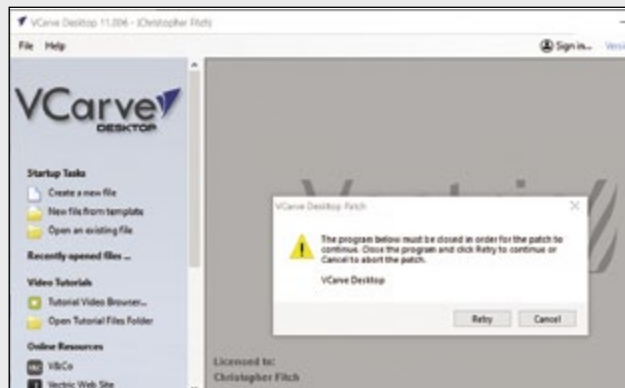 VCarve Desktop 11.006 - (Christopher Fitch)
File Help
Sign in...
VCarve
DESKTOP
Startup Tasks
Create a new file
New file from template
Open an existing file
Recently opened files ...
Video Tutorials
Tutorial Video Browser...
Open Tutorial Files Folder
Online Resources
V&Co
Vectric Web Site
VCarve Desktop Patch
The program below must be closed in order for the patch to
continue. Close the program and click Retry to continue or
Cancel to abort the patch.
VCarve Desktop
Retry Cancel
Licensed to:
Christopher Fitch